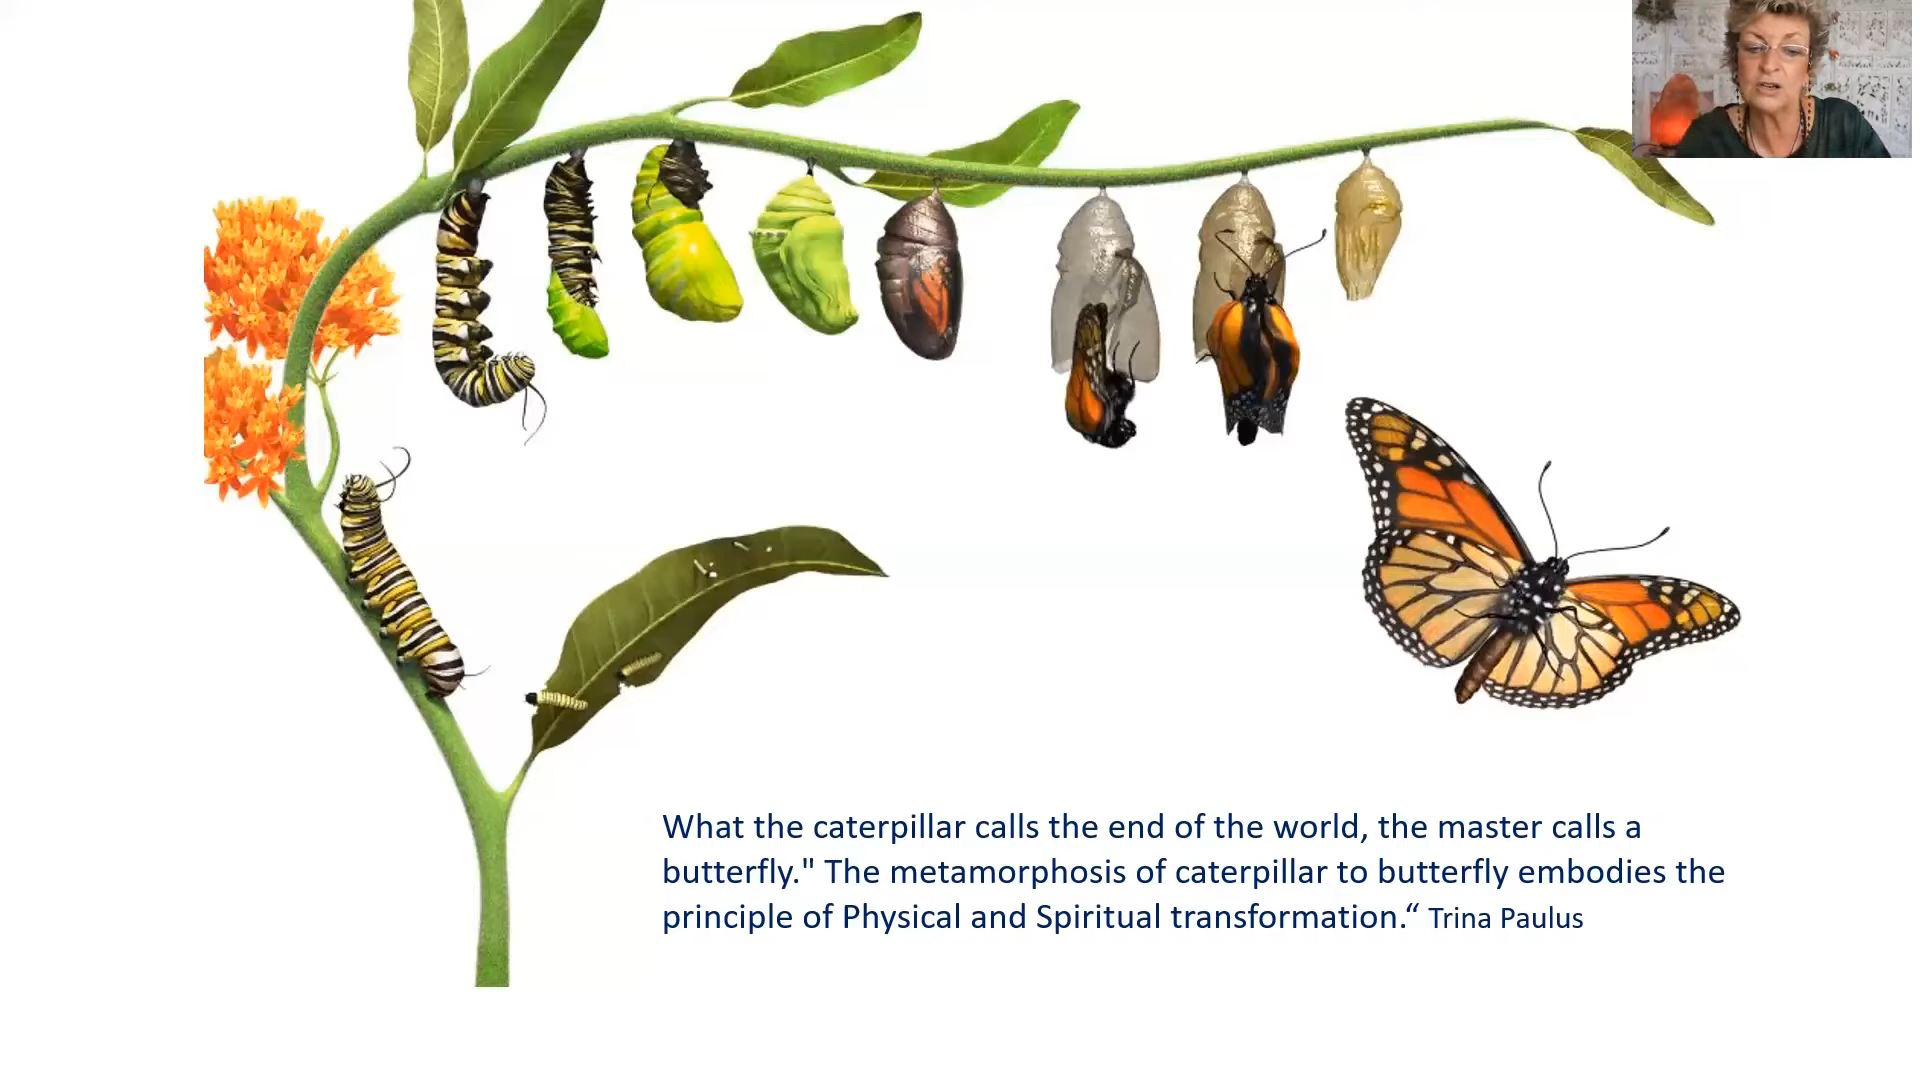 What the caterpillar calls the end of the world, the master calls a
butterfly." The metamorphosis of caterpillar to butterfly embodies the
principle of Physical and Spiritual transformation.“ Trina Paulus